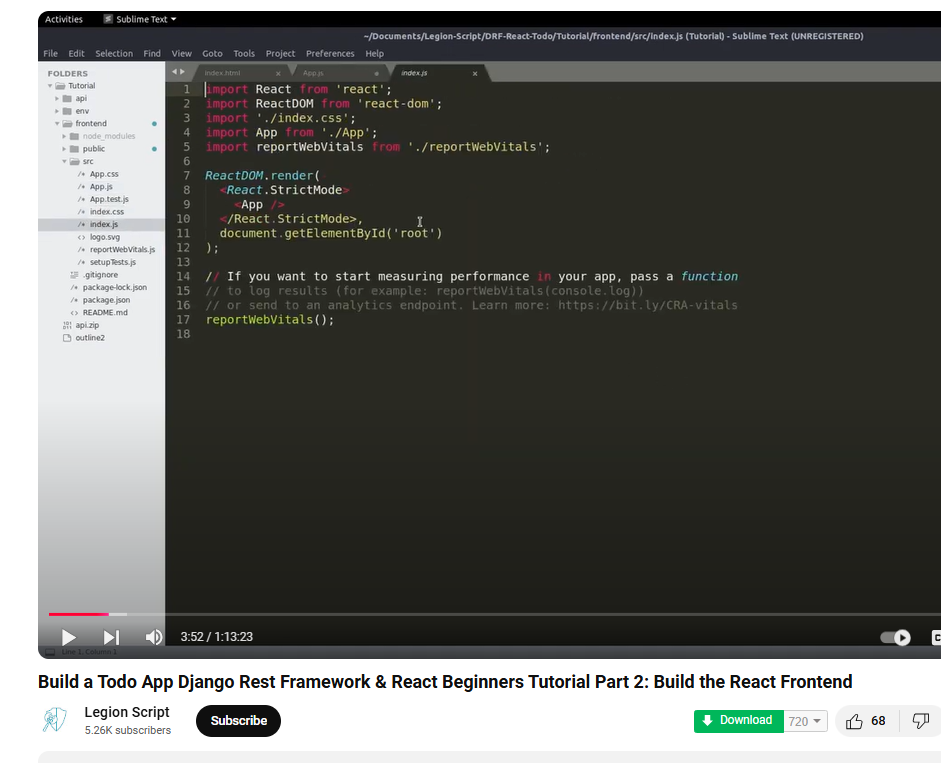 Activities Sublime Text
~/Documents/Legion-Script/DRF-React-Todo/Tutorial/frontend/src/index.js (Tutorial) - Sublime Text (UNREGISTERED)
File Edit Selection Find View Goto Tools Project Preferences Help
FOLDERS
Tutorial
api
env
frontend
node_modules
public
src
App.css
App.js
App.test.js
index.css
index.js
logo.svg
reportWebVitals.js
setupTests.js
.gitignore
package-lock.json
package.json
README.md
api.zip
outline2
index.html App.js index.js
1 import React from 'react';
2 import ReactDOM from 'react-dom';
3 import './index.css';
4 import App from './App';
5 import reportWebVitals from './reportWebVitals';
6
7 ReactDOM.render(
8   <React.StrictMode>
9     <App />
10   </React.StrictMode>,
11   document.getElementById('root')
12 );
13
14 // If you want to start measuring performance in your app, pass a function
15 // to log results (for example: reportWebVitals(console.log))
16 // or send to an analytics endpoint. Learn more: https://bit.ly/CRA-vitals
17 reportWebVitals();
18
3:52 / 1:13:23
Line 1, Column 1
Build a Todo App Django Rest Framework & React Beginners Tutorial Part 2: Build the React Frontend
Legion Script
5.26K subscribers
Subscribe
Download 720
68